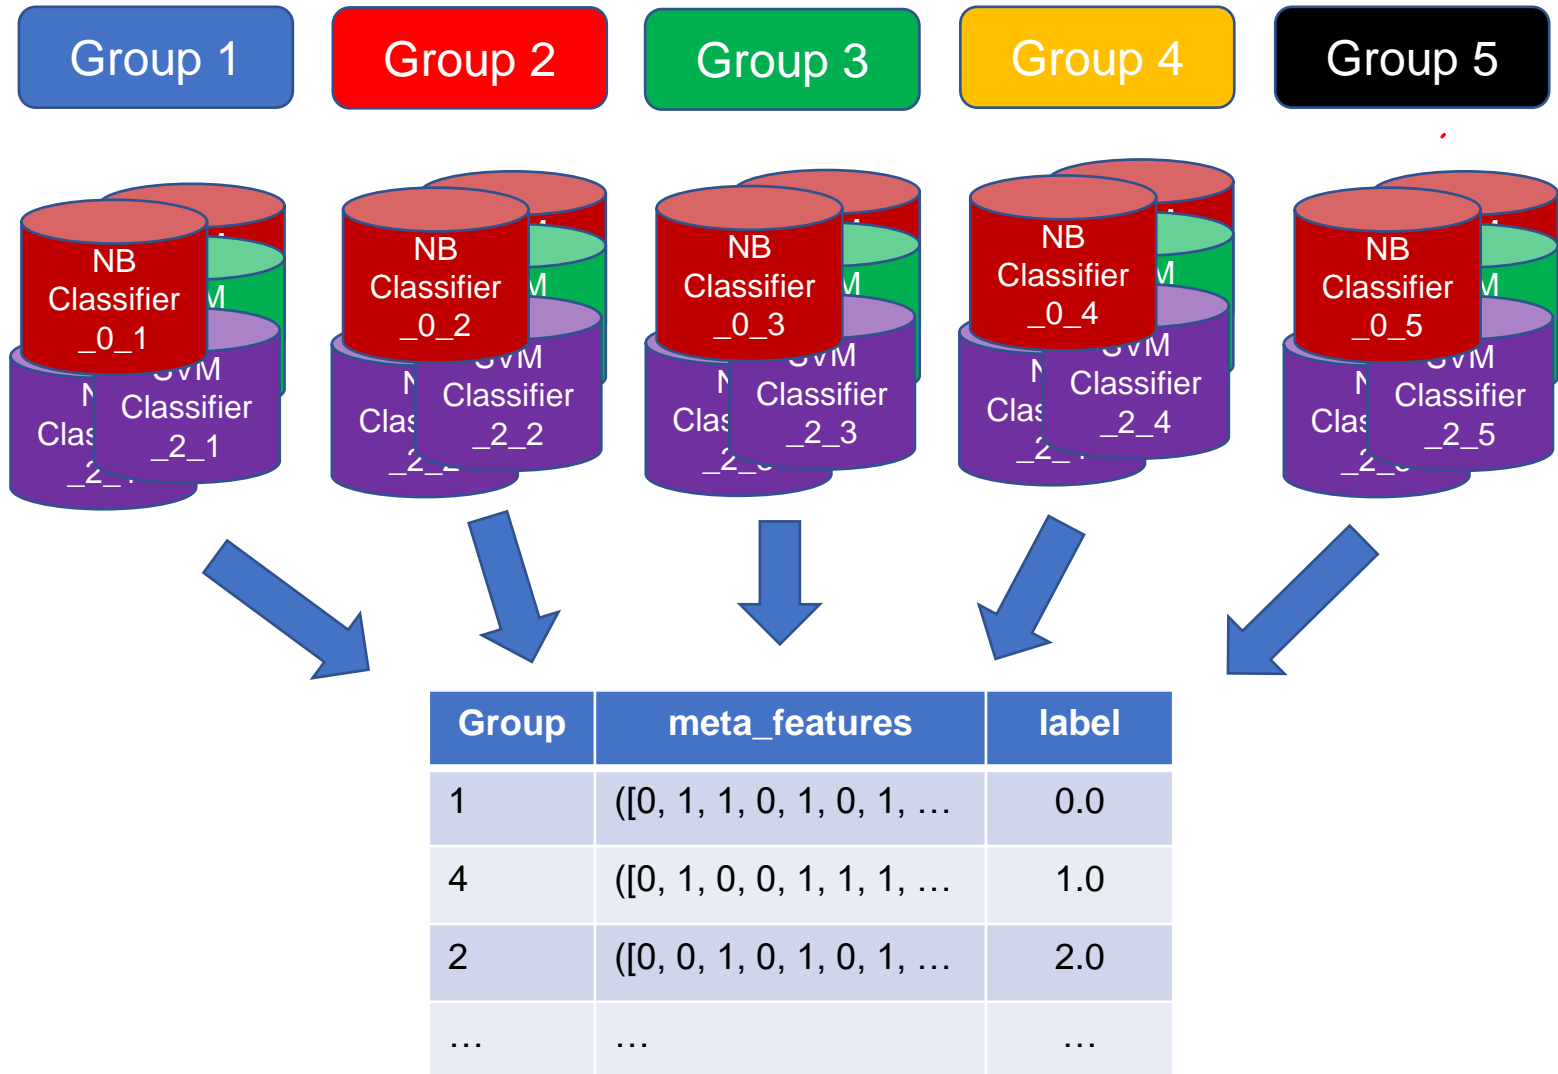 Group 1
Group 2
Group 3
Group 4
Group 5
NB
Classifier
_0_1
SVM
Classifier
_2_1
NB
Classifier
_0_2
SVM
Classifier
_2_2
NB
Classifier
_0_3
SVM
Classifier
_2_3
NB
Classifier
_0_4
SVM
Classifier
_2_4
NB
Classifier
_0_5
SVM
Classifier
_2_5
Group meta_features label
1 ([0, 1, 1, 0, 1, 0, 1, … 0.0
4 ([0, 1, 0, 0, 1, 1, 1, … 1.0
2 ([0, 0, 1, 0, 1, 0, 1, … 2.0
… … …